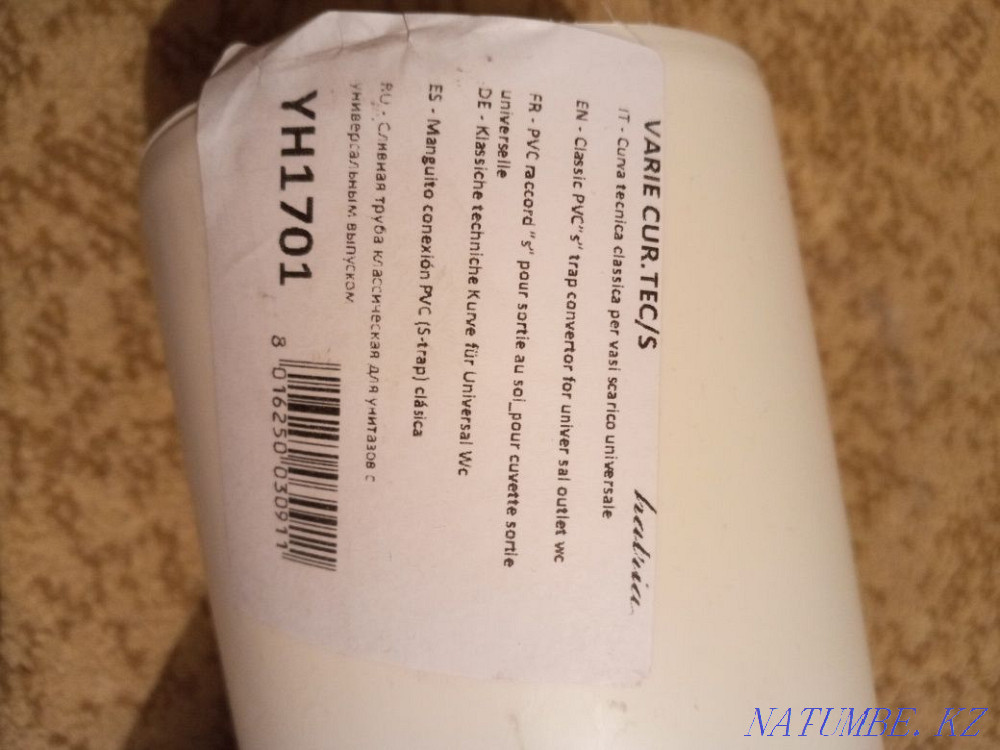 VARIE CUR.TEC/S
IT - Curva tecnica classica per vasi scarico universale
EN - Classic PVC"s" trap convertor for univer sal outlet wc
FR - PVC raccord "s" pour sortie au sol_pour cuvette sortie
universelle
DE - Klassiche techniche Kurve für Universal Wc
ES - Manguito conexión PVC (S-trap) clásica
RU - Сливная труба классическая для унитазов с
универсальным выпуском
YH1701
8 016250 030911
NATUMBE. KZ